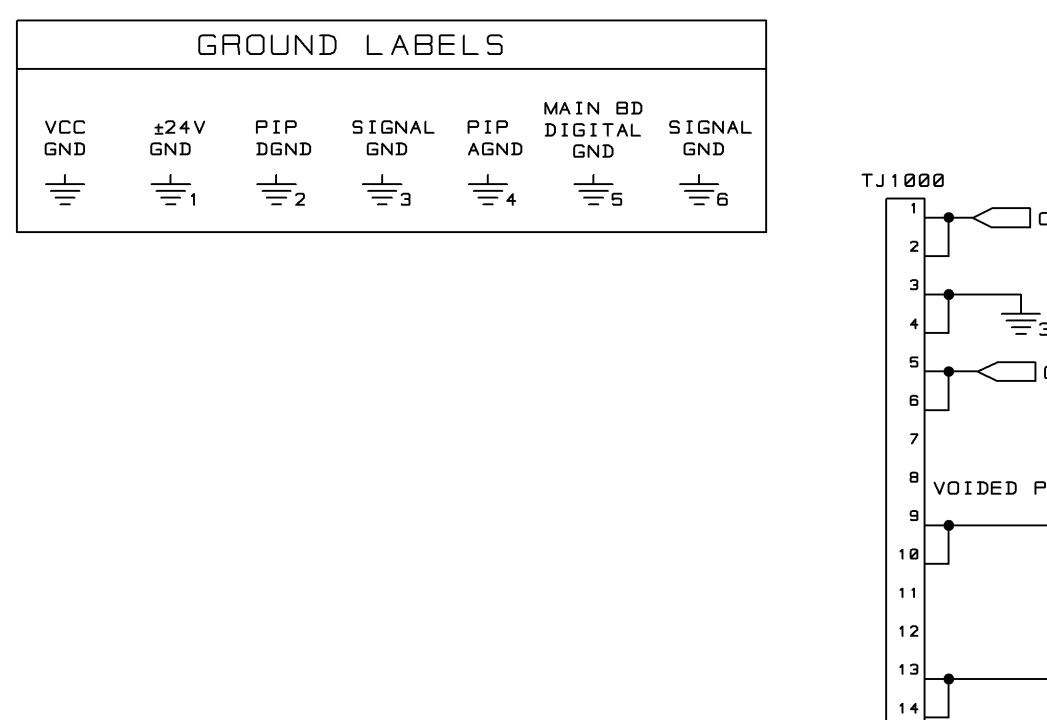 GROUND LABELS
VCC
GND
±24V
GND
1
PIP
DGND
2
SIGNAL
GND
3
PIP
AGND
4
MAIN BD
DIGITAL
GND
5
SIGNAL
GND
6
TJ1000
1
2
3
4
3
5
6
7
8
VOIDED P
9
10
11
12
13
14